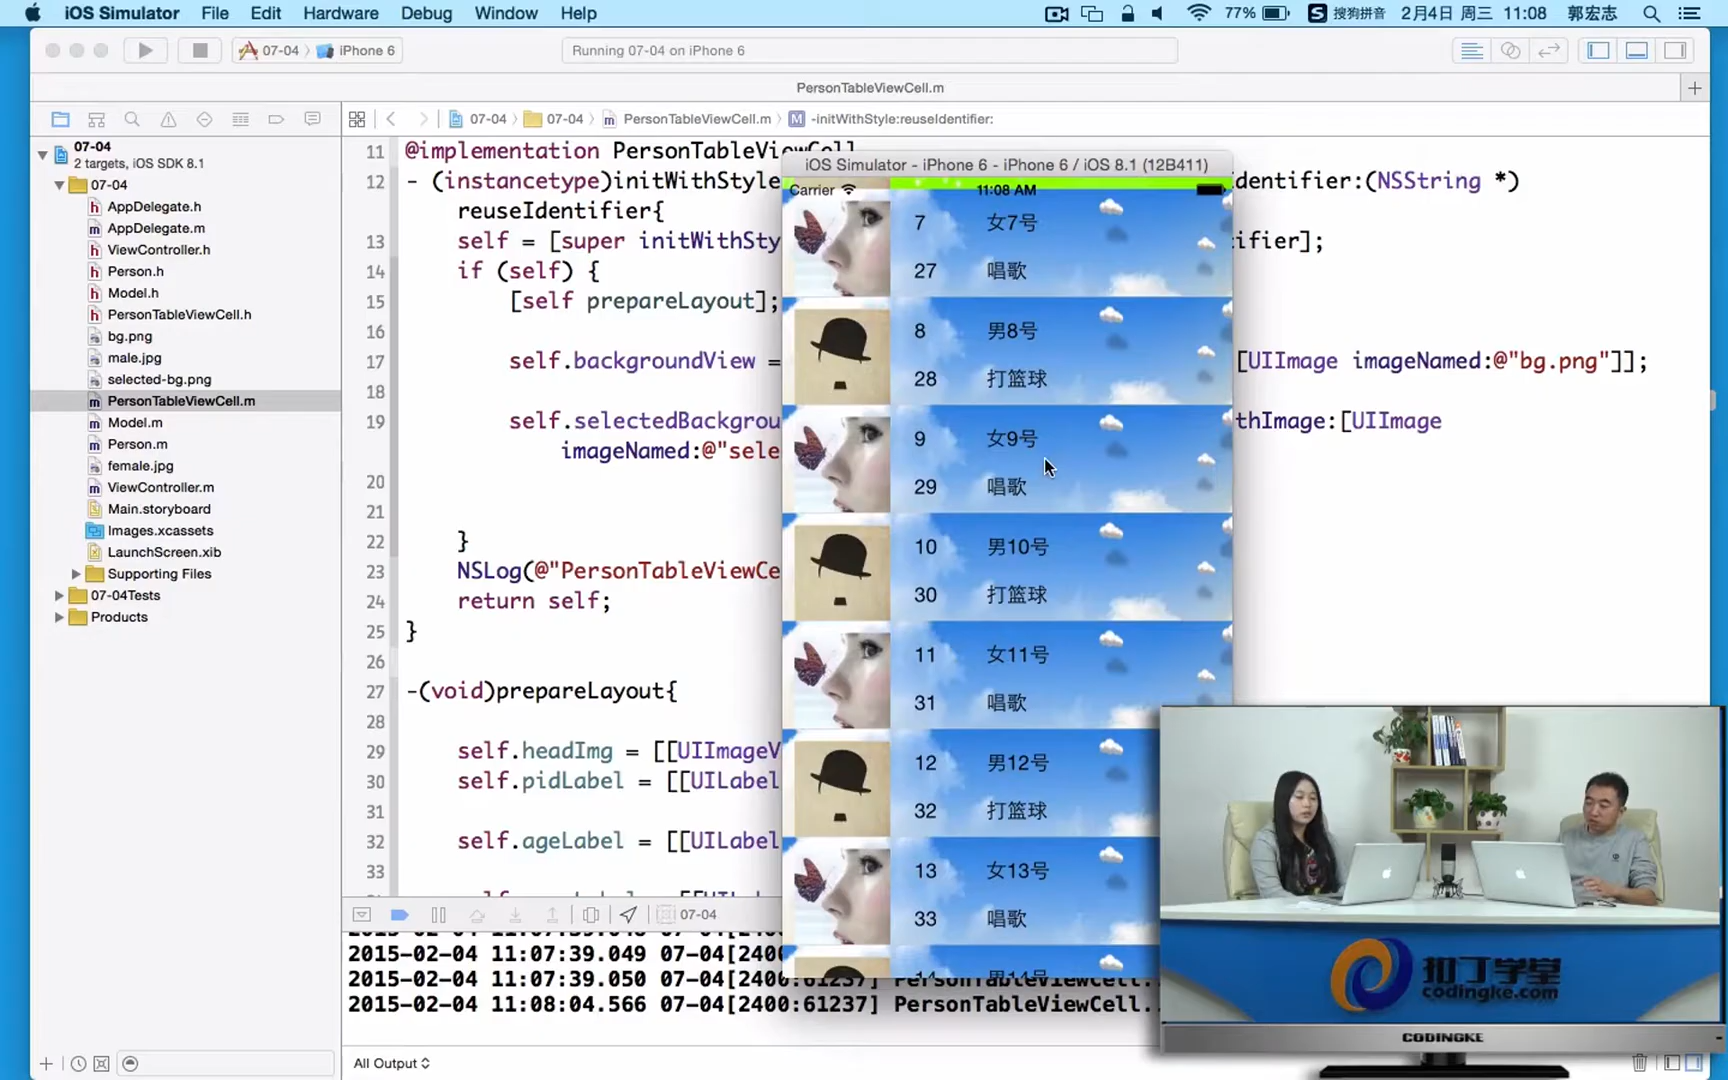 iOS Simulator File Edit Hardware Debug Window Help 77% 搜狗拼音 2月4日 周三 11:08 郭宏志
07-04 iPhone 6 Running 07-04 on iPhone 6
PersonTableViewCell.m
07-04 07-04 PersonTableViewCell.m M -initWithStyle:reuseIdentifier:
07-04
2 targets, iOS SDK 8.1
07-04
AppDelegate.h
AppDelegate.m
ViewController.h
Person.h
Model.h
PersonTableViewCell.h
bg.png
male.jpg
selected-bg.png
PersonTableViewCell.m
Model.m
Person.m
female.jpg
ViewController.m
Main.storyboard
Images.xcassets
LaunchScreen.xib
Supporting Files
07-04Tests
Products
11 @implementation PersonTableViewCell
12 - (instancetype)initWithStyle
dentifier:(NSString *)
reuseIdentifier{
13 self = [super initWithSty
ifier];
14 if (self) {
15 [self prepareLayout];
16
17 self.backgroundView =
[UIImage imageNamed:@"bg.png"]];
18
19 self.selectedBackgrou
thImage:[UIImage
imageNamed:@"sele
20
21
22 }
23 NSLog(@"PersonTableViewCe
24 return self;
25 }
26
27 -(void)prepareLayout{
28
29 self.headImg = [[UIImageV
30 self.pidLabel = [[UILabel
31
32 self.ageLabel = [[UILabel
33
iOS Simulator - iPhone 6 - iPhone 6 / iOS 8.1 (12B411)
Carrier 11:08 AM
7 女7号
27 唱歌
8 男8号
28 打篮球
9 女9号
29 唱歌
10 男10号
30 打篮球
11 女11号
31 唱歌
12 男12号
32 打篮球
13 女13号
33 唱歌
14 男14号
07-04
2015-02-04 11:07:39.049 07-04[2400
2015-02-04 11:07:39.050 07-04[2400:61237] PersonTableViewCell..
2015-02-04 11:08:04.566 07-04[2400:61237] PersonTableViewCell..
All Output
扣丁学堂
codingke.com
CODINGKE